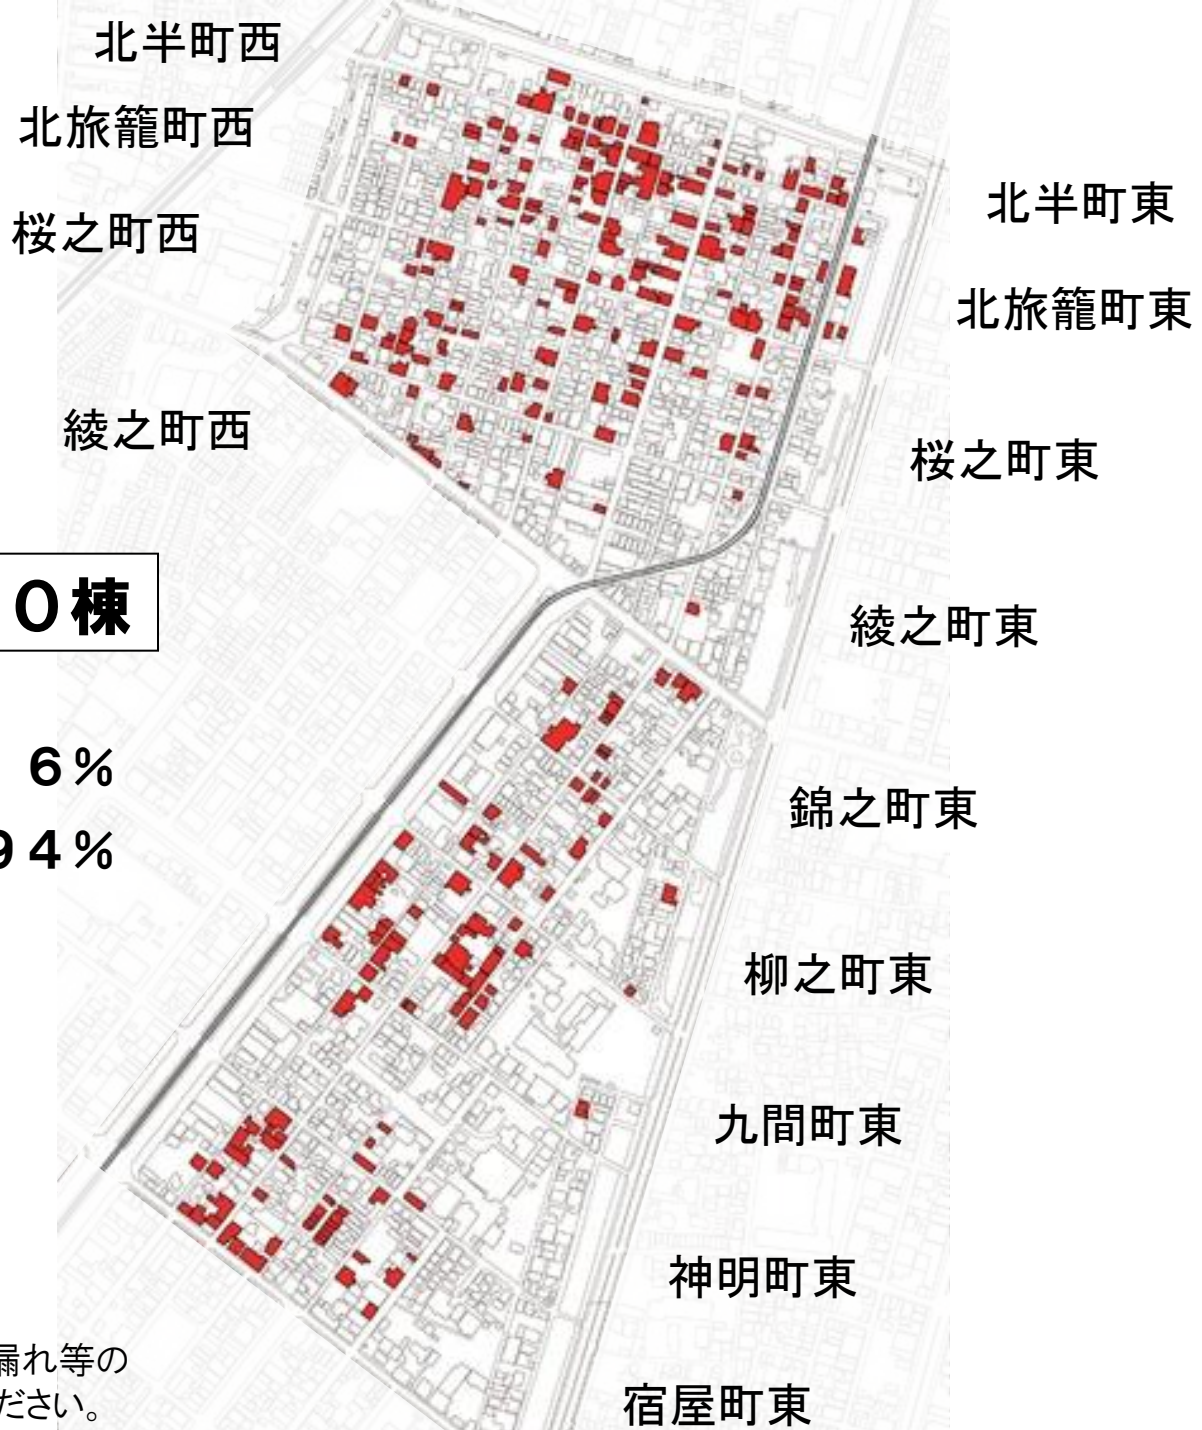 北半町西
北旅籠町西
桜之町西
綾之町西
北半町東
北旅籠町東
桜之町東
綾之町東
錦之町東
柳之町東
九間町東
神明町東
宿屋町東
０棟
６％
９４％
漏れ等の
ださい。